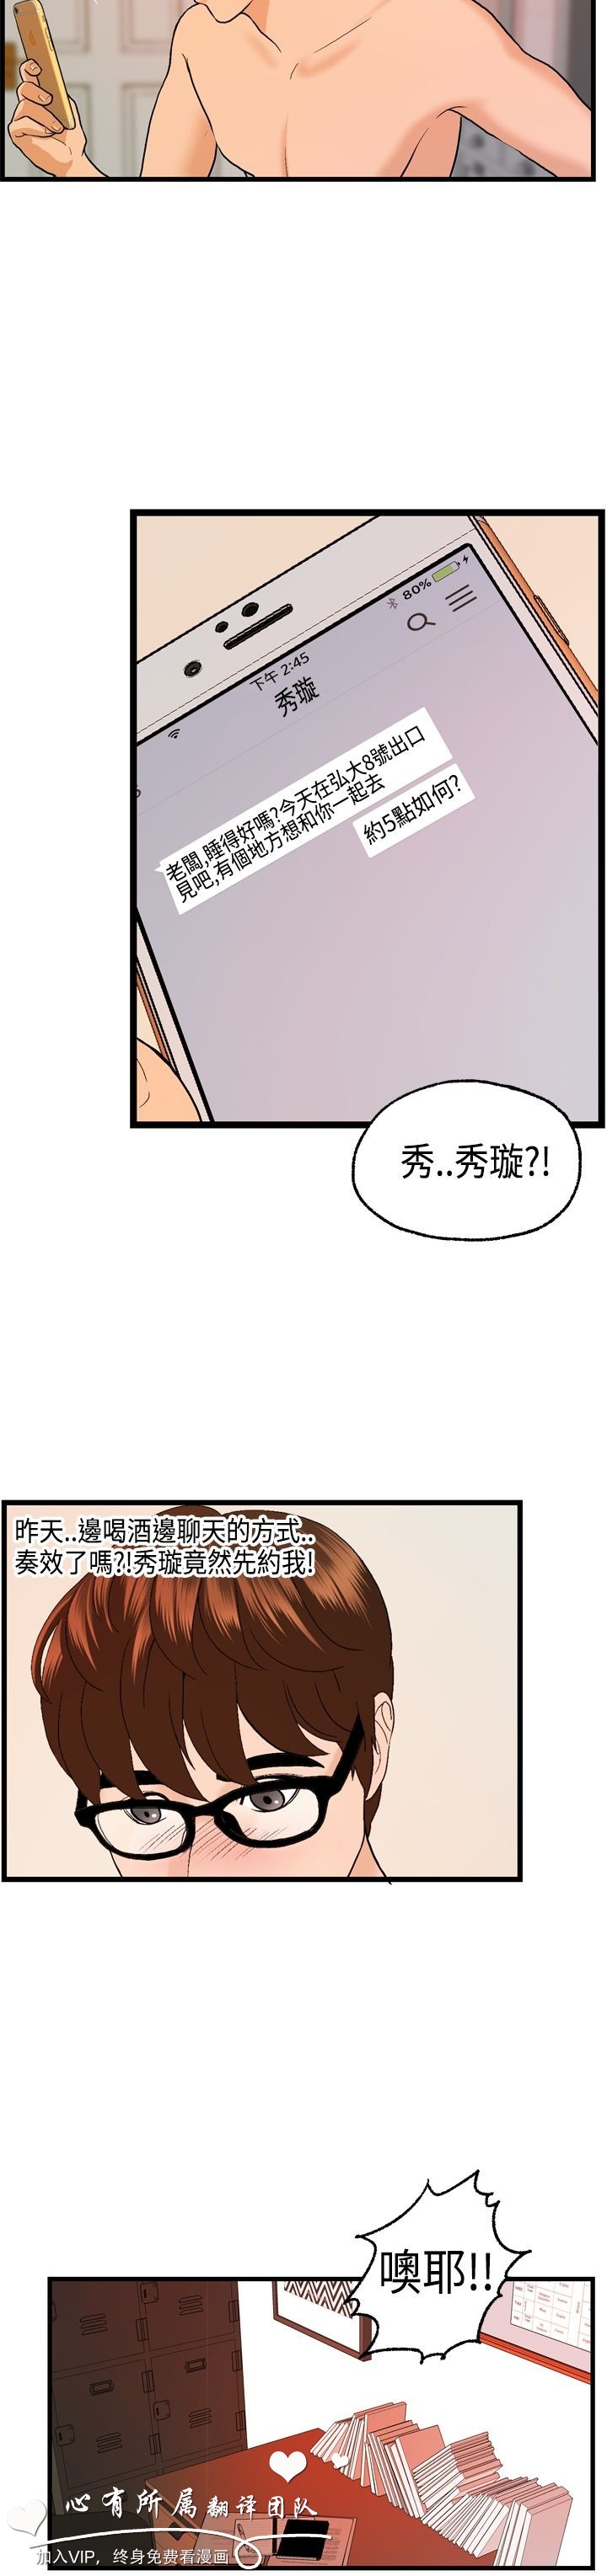 80%
下午 2:45
秀璇
老闆,睡得好嗎?今天在弘大8號出口
見吧,有個地方想和你一起去
約5點如何?
秀..秀璇?!
昨天..邊喝酒邊聊天的方式..
奏效了嗎?!秀璇竟然先約我!
噢耶!!
心有所属翻译团队
加入VIP，终身免费看漫画